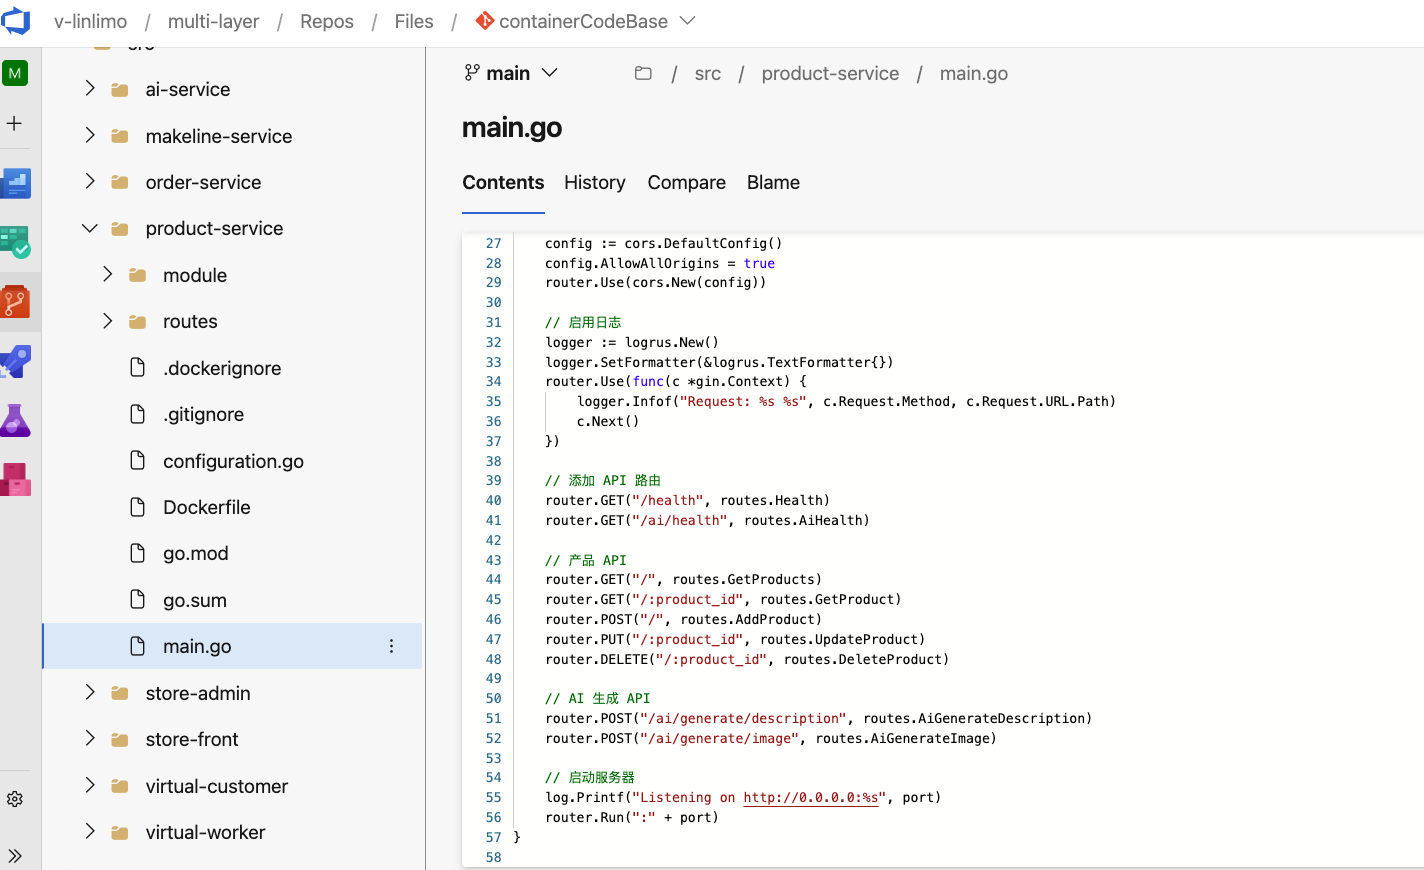 v-linlimo / multi-layer / Repos / Files / containerCodeBase
M
ai-service
makeline-service
order-service
product-service
module
routes
.dockerignore
.gitignore
configuration.go
Dockerfile
go.mod
go.sum
main.go
store-admin
store-front
virtual-customer
virtual-worker
main
/ src / product-service / main.go
main.go
Contents History Compare Blame
27 config := cors.DefaultConfig()
28 config.AllowAllOrigins = true
29 router.Use(cors.New(config))
30
31 // 启用日志
32 logger := logrus.New()
33 logger.SetFormatter(&logrus.TextFormatter{})
34 router.Use(func(c *gin.Context) {
35 logger.Infof("Request: %s %s", c.Request.Method, c.Request.URL.Path)
36 c.Next()
37 })
38
39 // 添加 API 路由
40 router.GET("/health", routes.Health)
41 router.GET("/ai/health", routes.AiHealth)
42
43 // 产品 API
44 router.GET("/", routes.GetProducts)
45 router.GET("/:product_id", routes.GetProduct)
46 router.POST("/", routes.AddProduct)
47 router.PUT("/:product_id", routes.UpdateProduct)
48 router.DELETE("/:product_id", routes.DeleteProduct)
49
50 // AI 生成 API
51 router.POST("/ai/generate/description", routes.AiGenerateDescription)
52 router.POST("/ai/generate/image", routes.AiGenerateImage)
53
54 // 启动服务器
55 log.Printf("Listening on http://0.0.0.0:%s", port)
56 router.Run(":" + port)
57 }
58